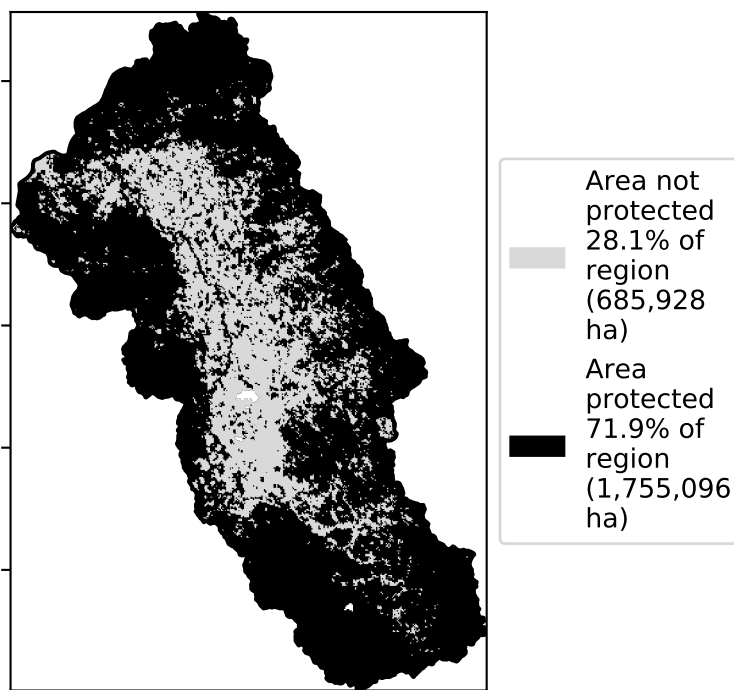 Area not
protected
28.1% of
region
(685,928
ha)
Area
protected
71.9% of
region
(1,755,096
ha)